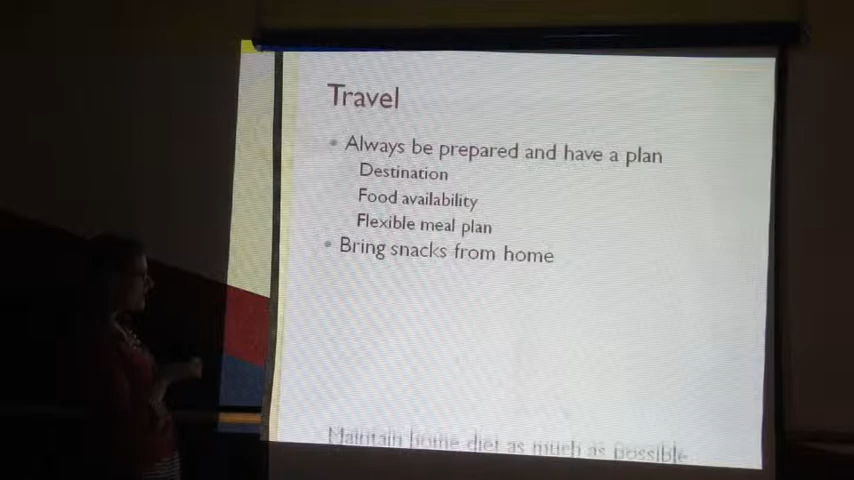 Travel
Always be prepared and have a plan
Destination
Food availability
Flexible meal plan
Bring snacks from home
Maintain home diet as much as possible